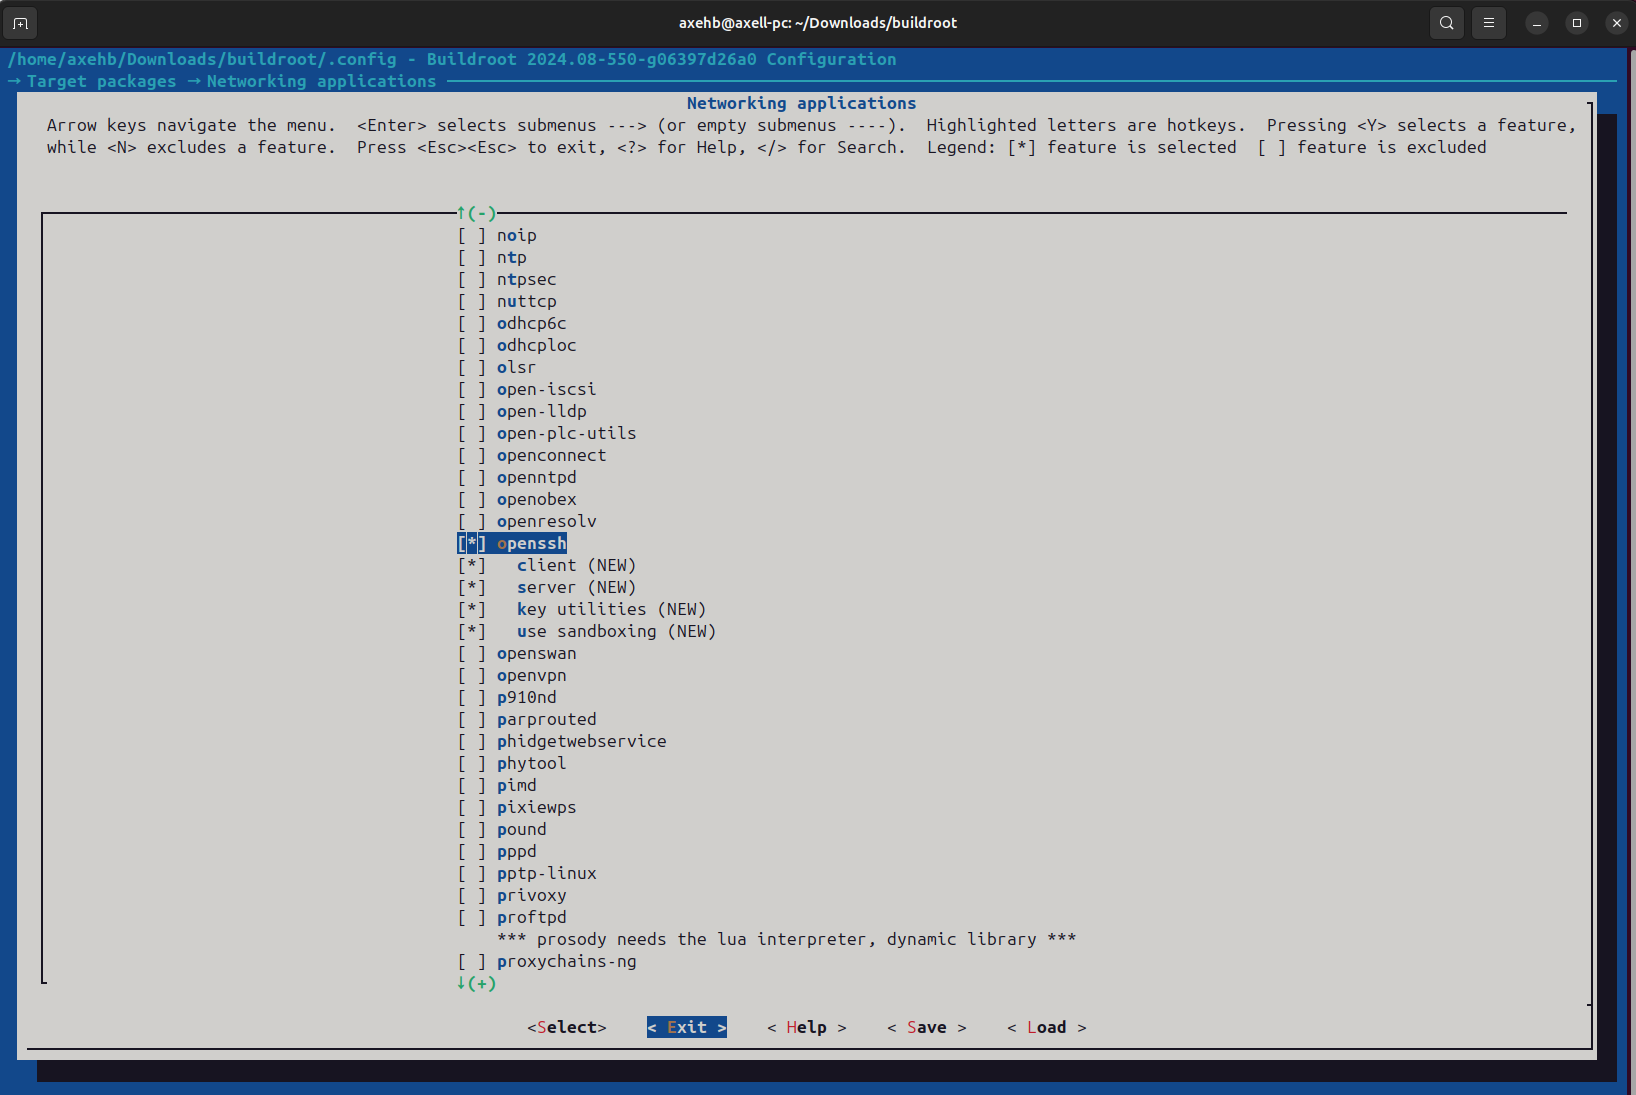 axehb@axell-pc: ~/Downloads/buildroot
/home/axehb/Downloads/buildroot/.config - Buildroot 2024.08-550-g06397d26a0 Configuration
→ Target packages → Networking applications
Networking applications
Arrow keys navigate the menu.  <Enter> selects submenus ---> (or empty submenus ----).  Highlighted letters are hotkeys.  Pressing <Y> selects a feature,
while <N> excludes a feature.  Press <Esc><Esc> to exit, <?> for Help, </> for Search.  Legend: [*] feature is selected  [ ] feature is excluded
↑(-)
[ ] noip
[ ] ntp
[ ] ntpsec
[ ] nuttcp
[ ] odhcp6c
[ ] odhcploc
[ ] olsr
[ ] open-iscsi
[ ] open-lldp
[ ] open-plc-utils
[ ] openconnect
[ ] openntpd
[ ] openobex
[ ] openresolv
[*] openssh
[*]   client (NEW)
[*]   server (NEW)
[*]   key utilities (NEW)
[*]   use sandboxing (NEW)
[ ] openswan
[ ] openvpn
[ ] p910nd
[ ] parprouted
[ ] phidgetwebservice
[ ] phytool
[ ] pimd
[ ] pixiewps
[ ] pound
[ ] pppd
[ ] pptp-linux
[ ] privoxy
[ ] proftpd
*** prosody needs the lua interpreter, dynamic library ***
[ ] proxychains-ng
↓(+)
<Select>    < Exit >    < Help >    < Save >    < Load >